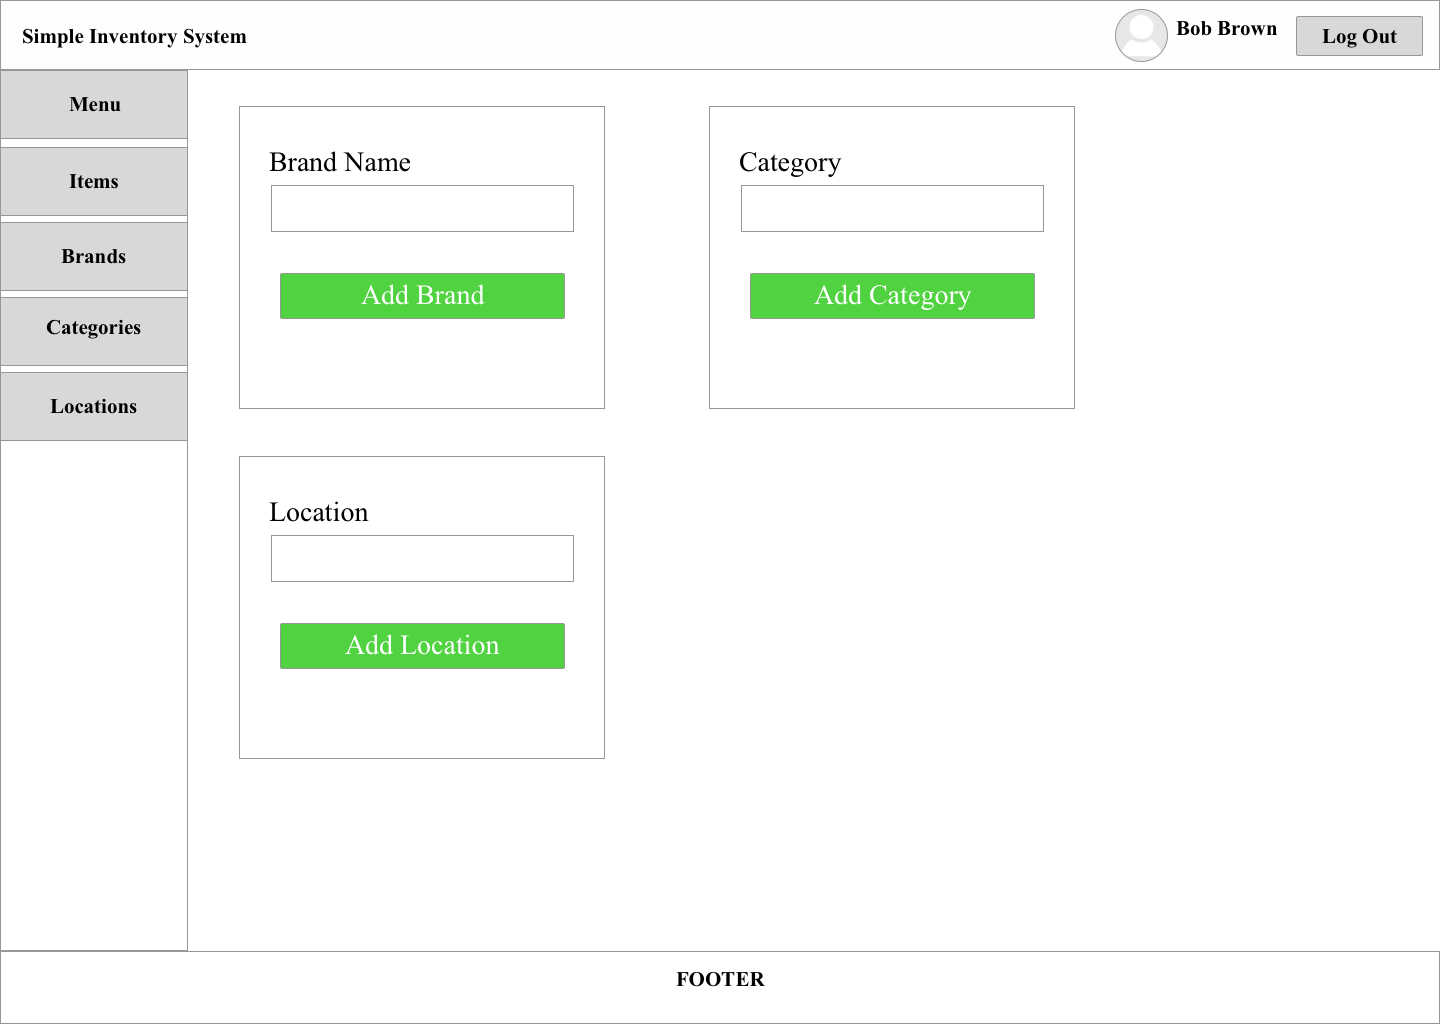 Simple Inventory System
Bob Brown
Log Out
Menu
Items
Brands
Categories
Locations
Brand Name
Add Brand
Category
Add Category
Location
Add Location
FOOTER